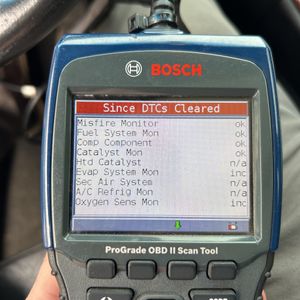 BOSCH
Since DTCs Cleared
Misfire Monitor ok
Fuel System Mon ok
Comp Component ok
Catalyst Mon ok
Htd Catalyst n/a
Evap System Mon inc
Sec Air System n/a
A/C Refrig Mon n/a
Oxygen Sens Mon inc
ProGrade OBD II Scan Tool